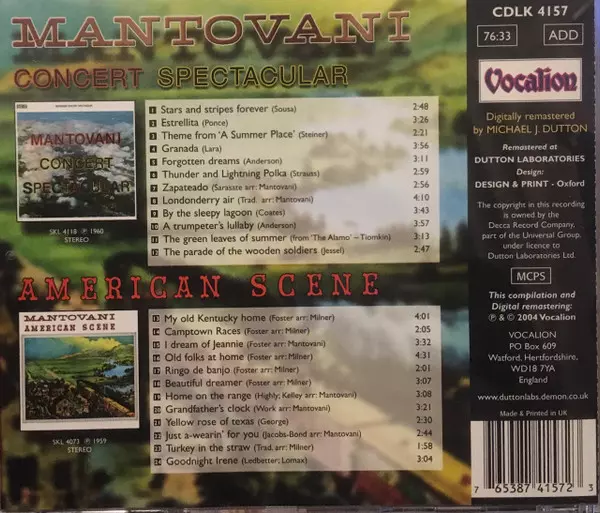 MANTOVANI
CONCERT SPECTACULAR
MANTOVANI
CONCERT
SPECTACULAR
SKL 4118 ℗ 1960
STEREO
1 Stars and stripes forever (Sousa) 2:48
2 Estrellita (Ponce) 3:26
3 Theme from 'A Summer Place' (Steiner) 2:21
4 Granada (Lara) 3:56
5 Forgotten dreams (Anderson) 3:11
6 Thunder and Lightning Polka (Strauss) 2:59
7 Zapateado (Sarasate arr: Mantovani) 2:56
8 Londonderry air (Trad. arr: Mantovani) 4:10
9 By the sleepy lagoon (Coates) 3:43
10 A trumpeter's lullaby (Anderson) 3:57
11 The green leaves of summer (from 'The Alamo' – Tiomkin) 3:13
12 The parade of the wooden soldiers (Jessel) 2:47
AMERICAN SCENE
MANTOVANI
AMERICAN SCENE
SKL 4073 ℗ 1959
STEREO
13 My old Kentucky home (Foster arr: Milner) 4:01
14 Camptown Races (Foster arr: Milner) 2:05
15 I dream of Jeannie (Foster arr: Mantovani) 3:32
16 Old folks at home (Foster arr: Milner) 4:31
17 Ringo de banjo (Foster arr: Milner) 2:01
18 Beautiful dreamer (Foster arr: Milner) 3:07
19 Home on the range (Highly; Kelley arr: Mantovani) 3:08
20 Grandfather's clock (Work arr: Mantovani) 3:01
21 Yellow rose of texas (George) 2:30
22 Just a-wearin' for you (Jacobs-Bond arr: Mantovani) 2:44
23 Turkey in the straw (Trad. arr: Milner) 1:58
24 Goodnight Irene (Ledbetter; Lomax) 3:04
CDLK 4157
76:33 ADD
Vocalion
Digitally remastered
by MICHAEL J. DUTTON
Remastered at
DUTTON LABORATORIES
Design:
DESIGN & PRINT - Oxford
The copyright in this recording
is owned by the
Decca Record Company,
part of the Universal Group,
under licence to
Dutton Laboratories Ltd.
MCPS
This compilation and
Digital remastering:
℗ & © 2004 Vocalion
VOCALION
PO Box 609
Watford, Hertfordshire,
WD18 7YA
England
www.duttonlabs.demon.co.uk
Made & Printed in UK
7 65387 41572 3